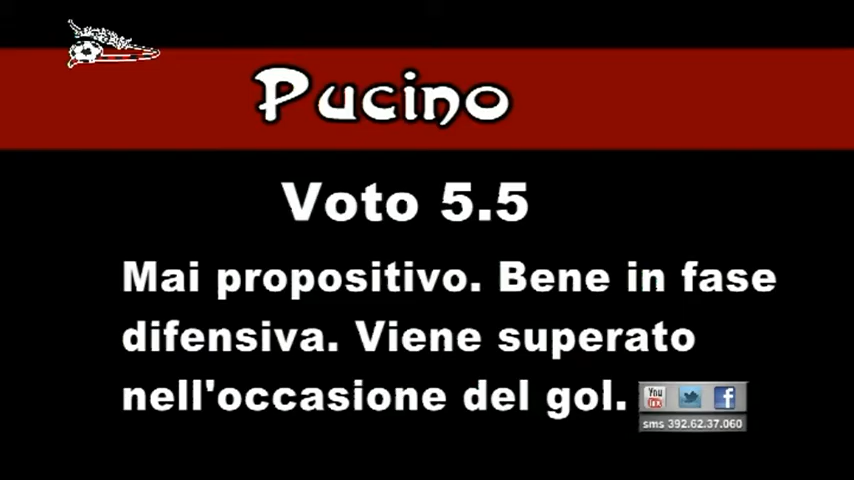 Pucino
Voto 5.5
Mai propositivo. Bene in fase
difensiva. Viene superato
nell'occasione del gol.
You
sms 392.62.37.060